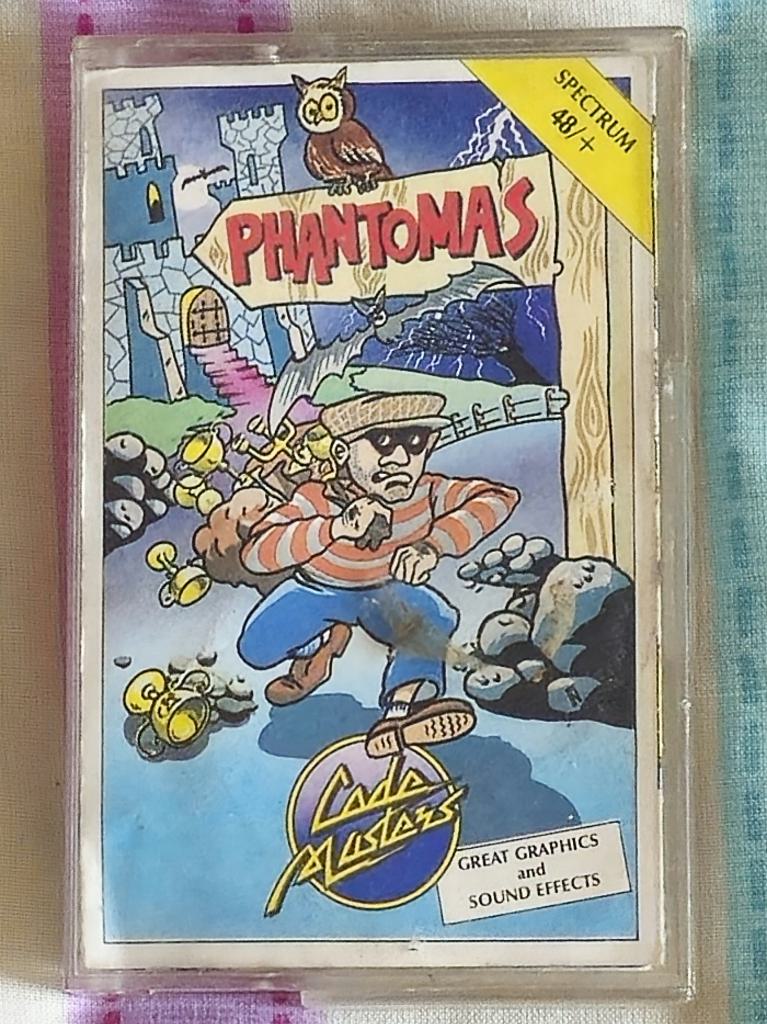 SPECTRUM
48/+
PHANTOMAS
Code
Masters
GREAT GRAPHICS
and
SOUND EFFECTS